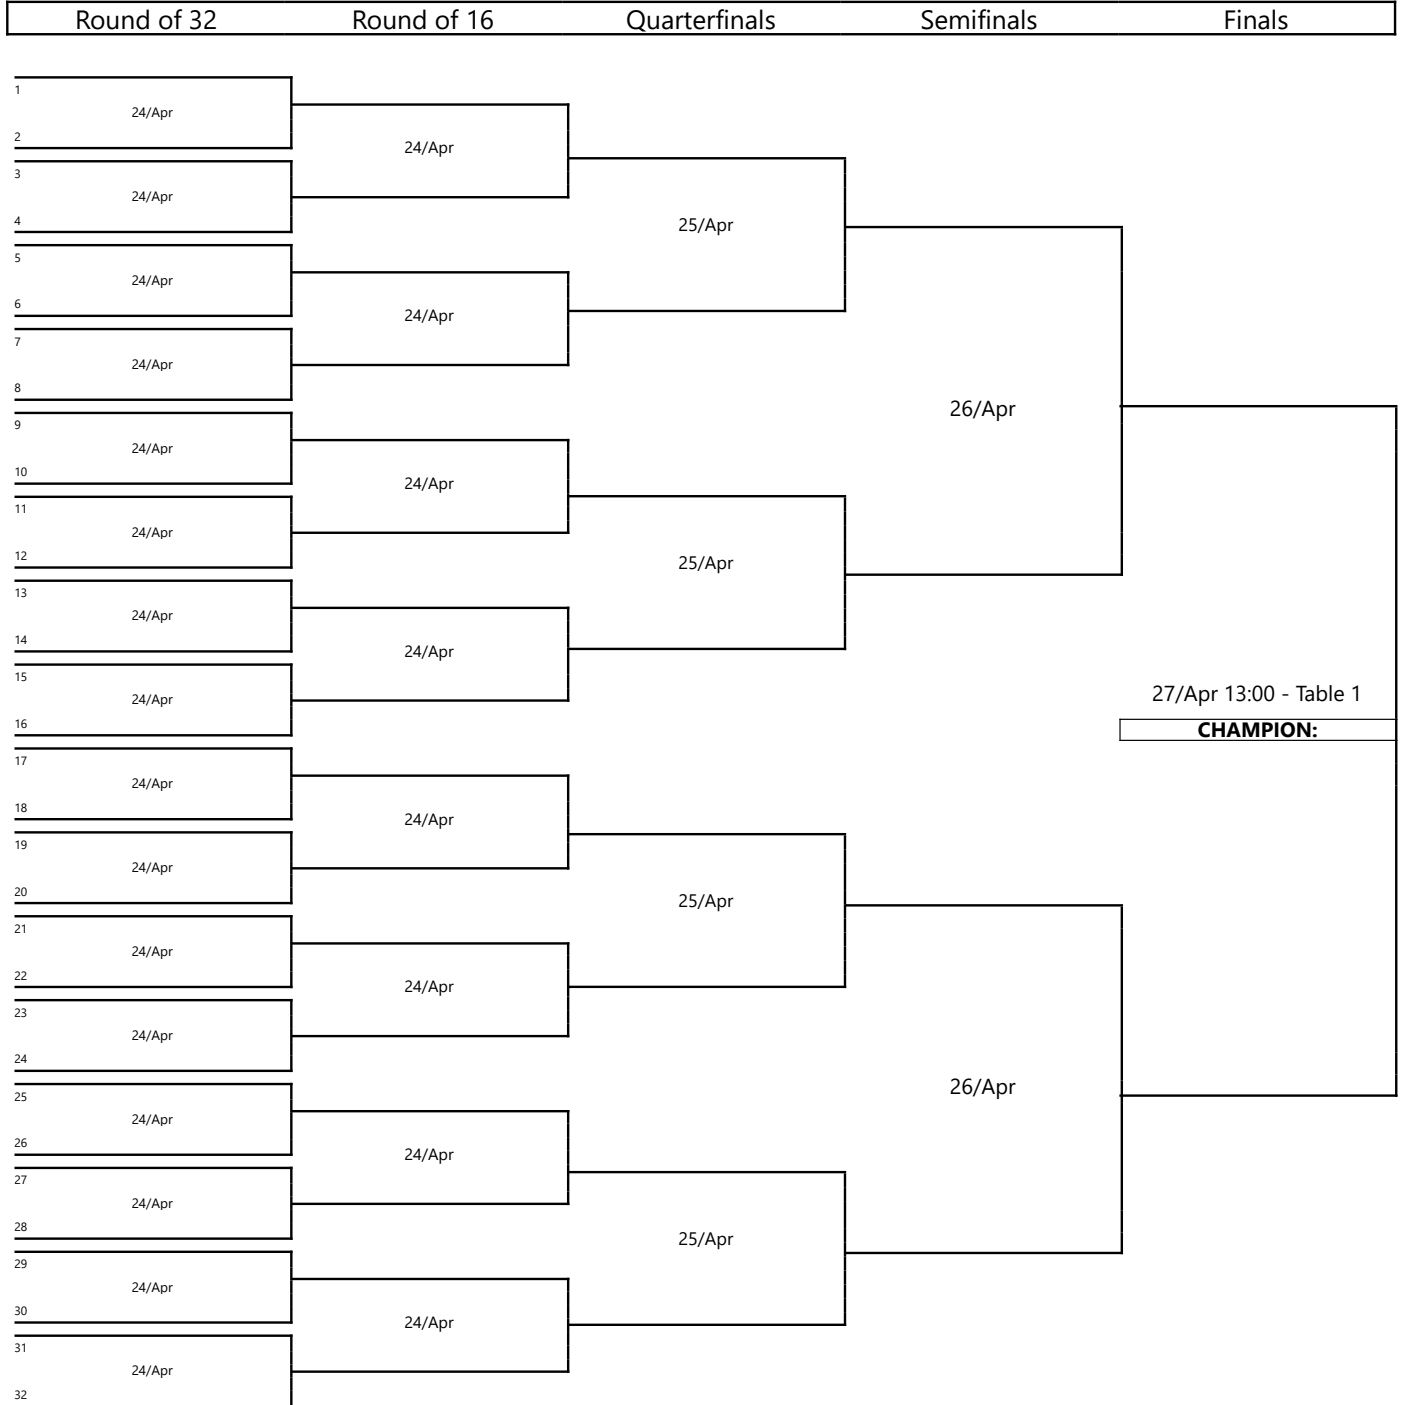 Round of 32 Round of 16 Quarterfinals Semifinals Finals
1
24/Apr
2
24/Apr
3
24/Apr
4
25/Apr
5
24/Apr
6
24/Apr
7
24/Apr
8
26/Apr
9
24/Apr
10
24/Apr
11
24/Apr
12
25/Apr
13
24/Apr
14
24/Apr
15
24/Apr
16
27/Apr 13:00 - Table 1
CHAMPION:
17
24/Apr
18
24/Apr
19
24/Apr
20
25/Apr
21
24/Apr
22
24/Apr
23
24/Apr
24
26/Apr
25
24/Apr
26
24/Apr
27
24/Apr
28
25/Apr
29
24/Apr
30
24/Apr
31
24/Apr
32